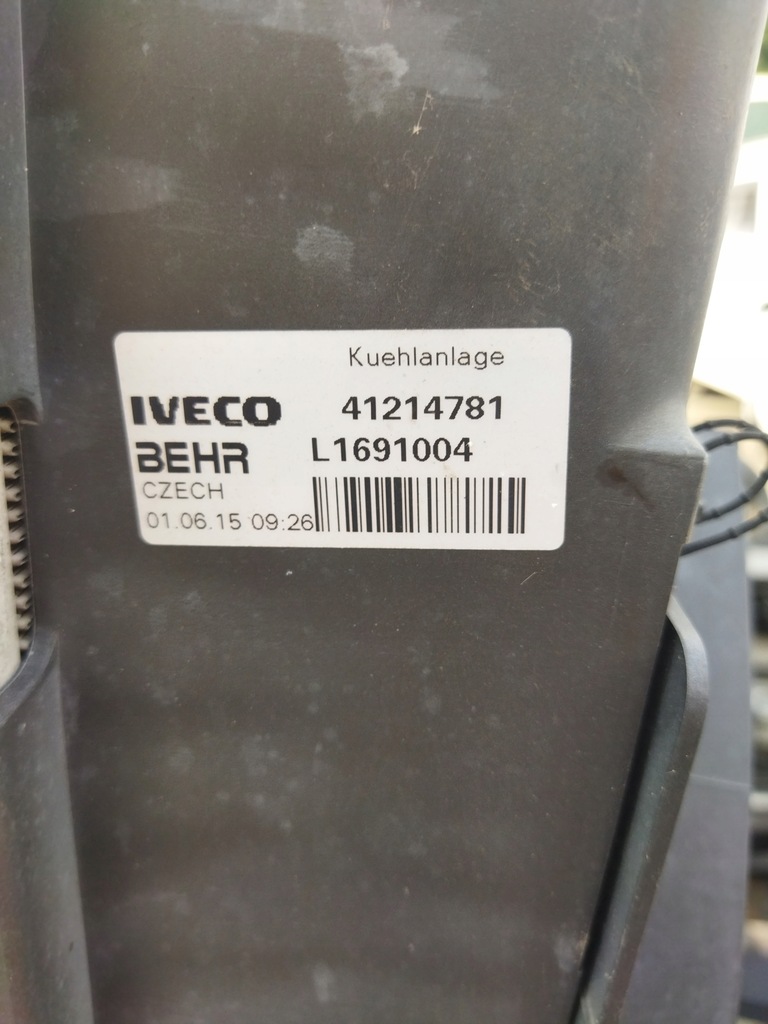 Kuehlanlage
IVECO 41214781
BEHR L1691004
CZECH
01.06.15 09:26